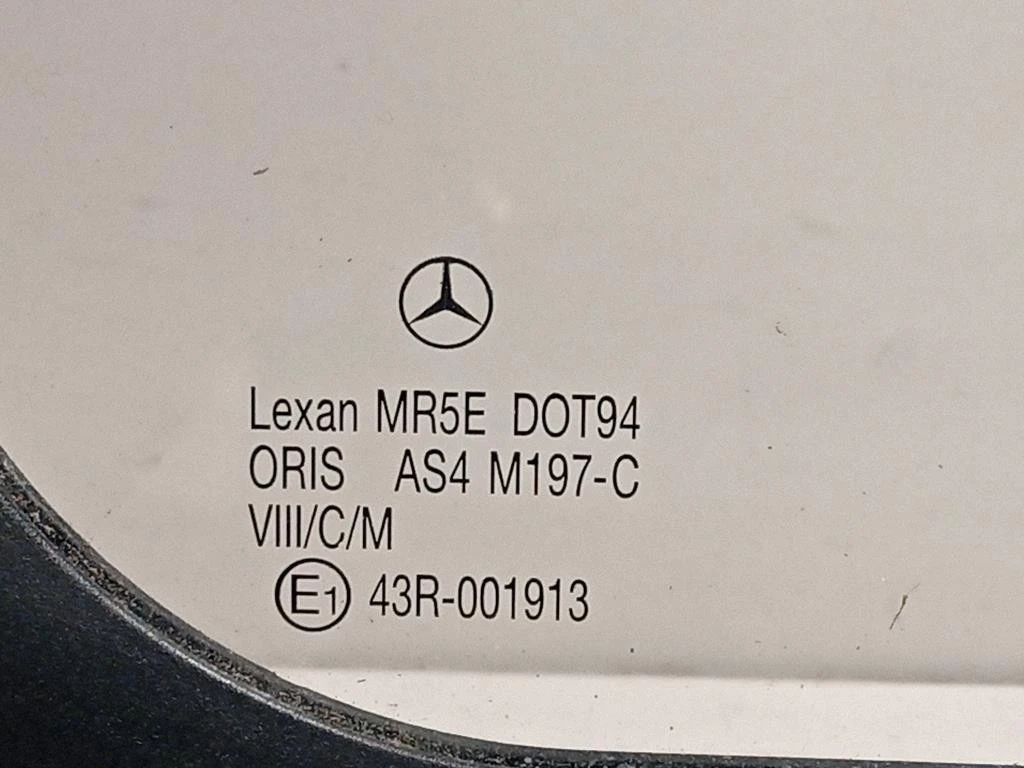 Lexan MR5E DOT94
ORIS AS4 M197-C
VIII/C/M
E1 43R-001913